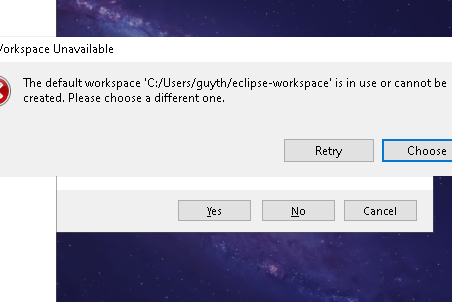 Workspace Unavailable
The default workspace 'C:/Users/guyth/eclipse-workspace' is in use or cannot be
created. Please choose a different one.
Retry
Choose
Yes
No
Cancel